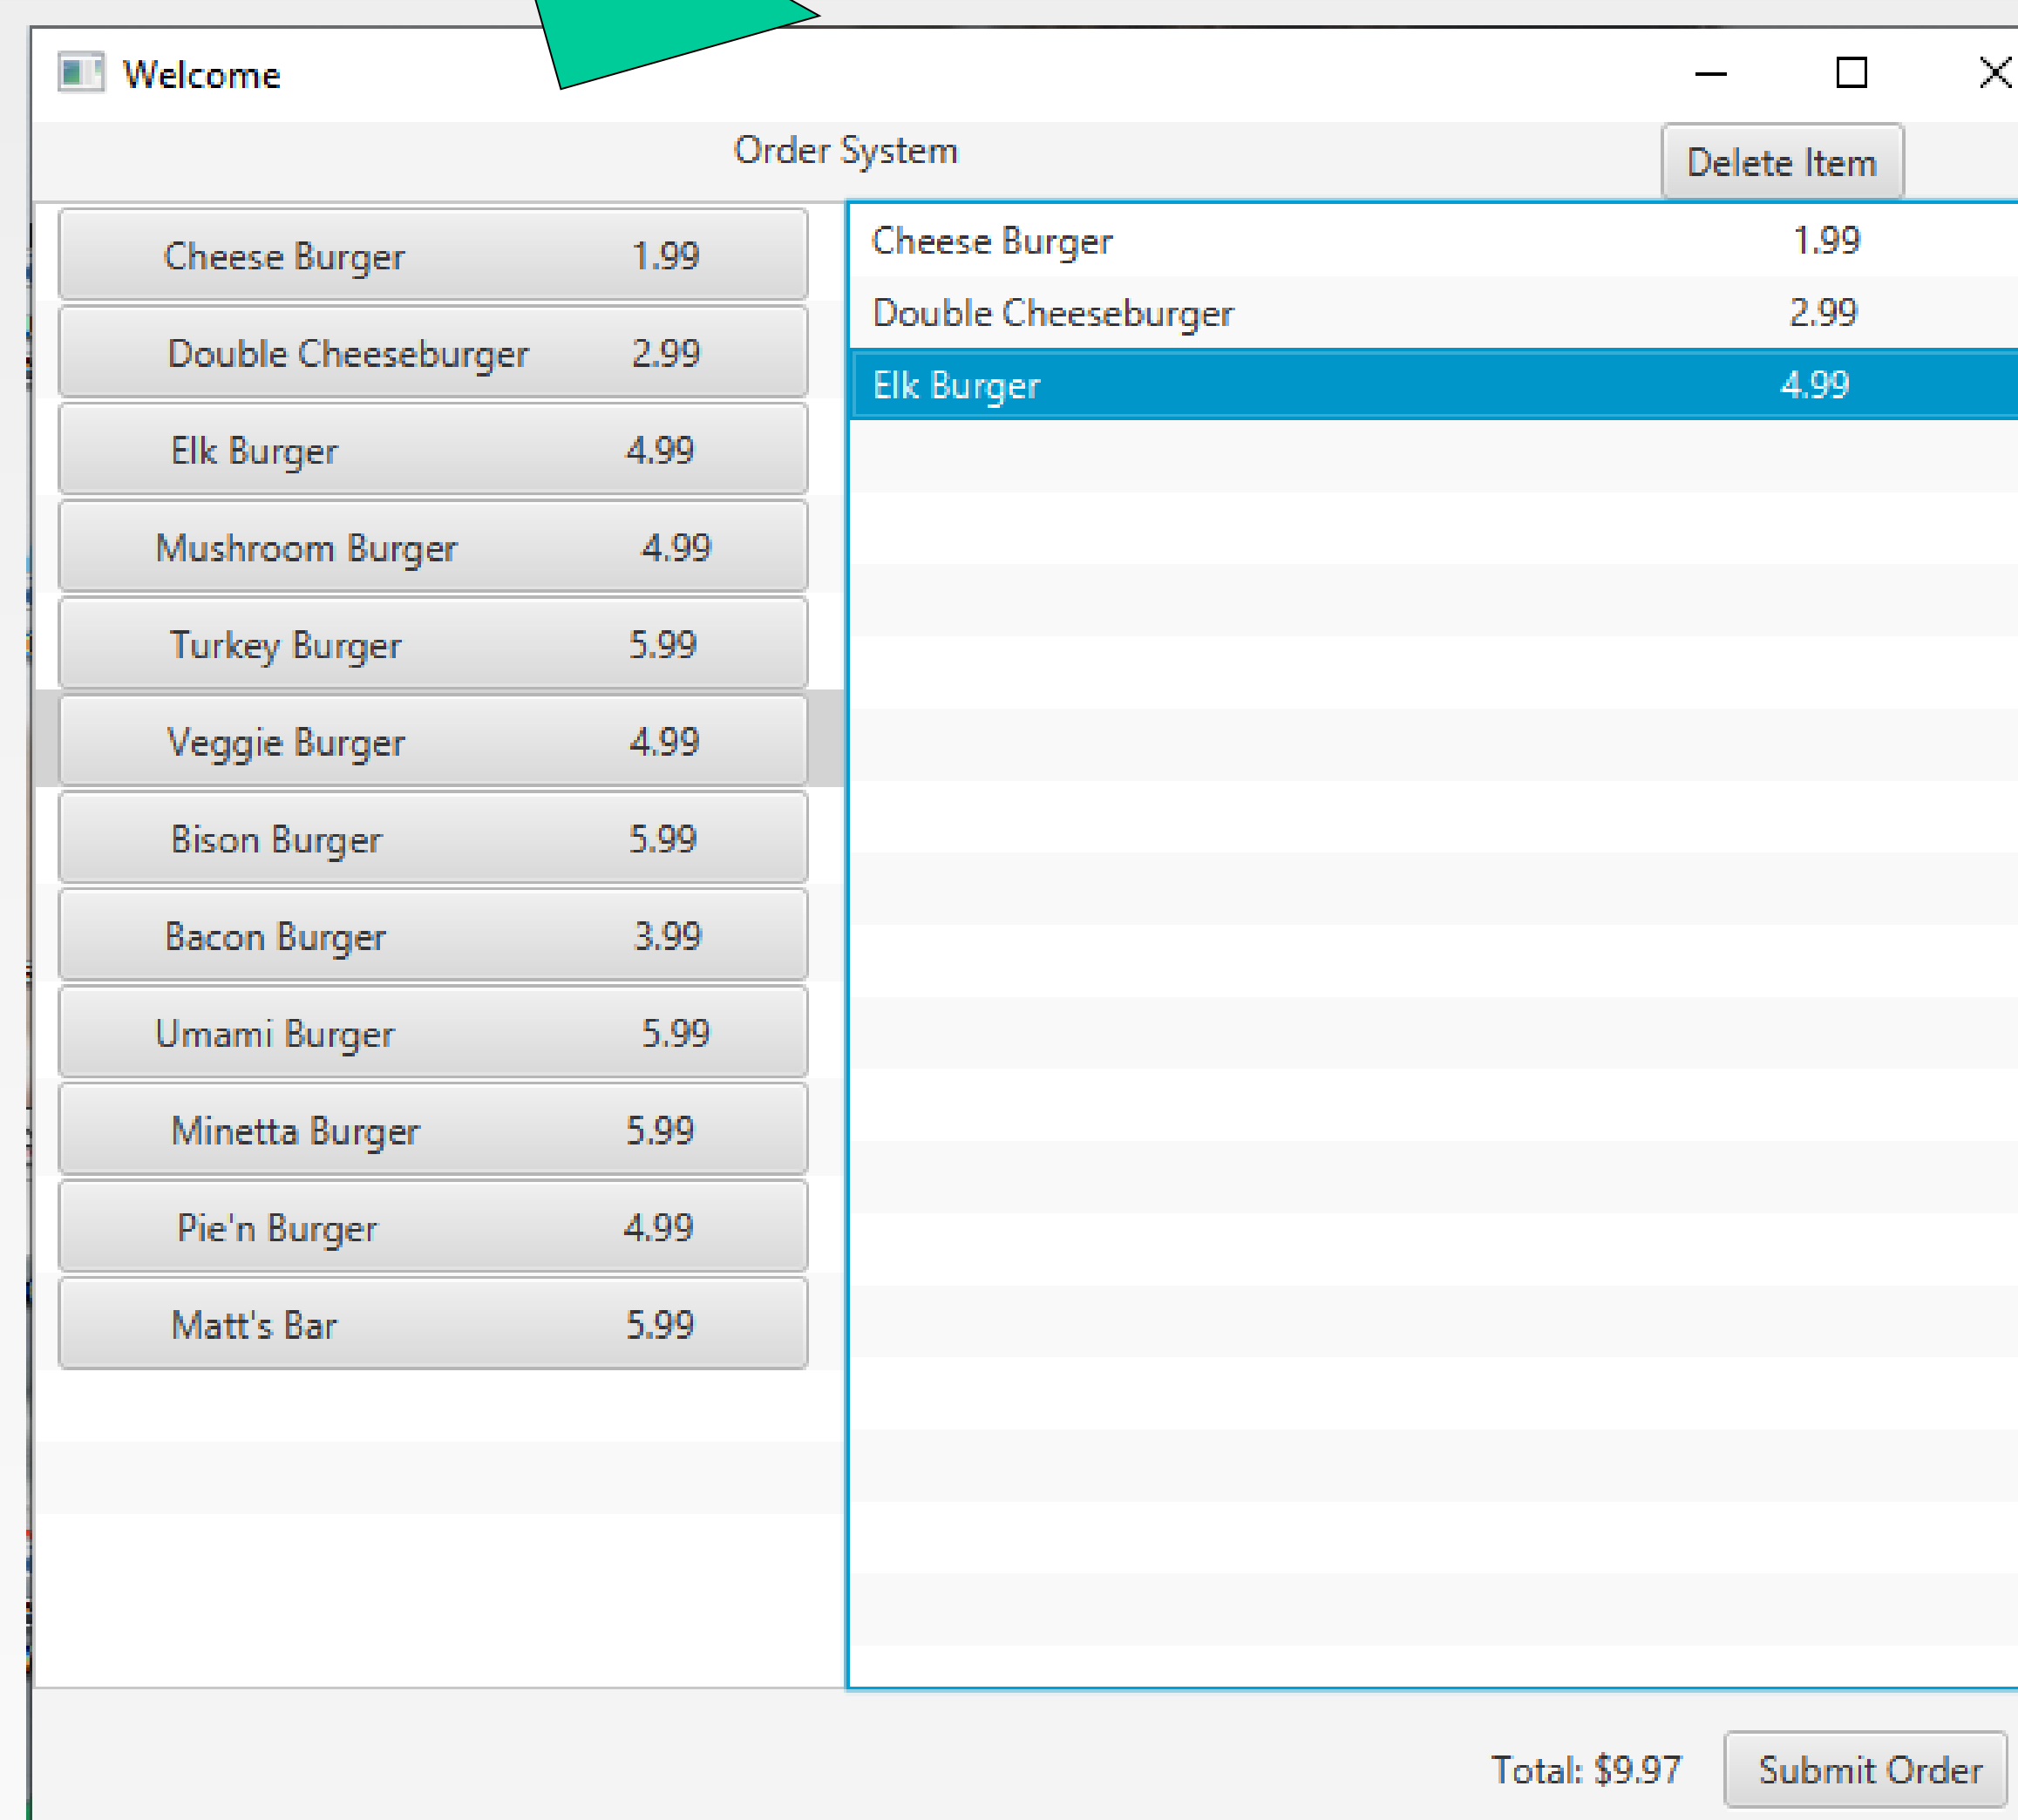 Welcome
Order System
Delete Item
Cheese Burger 1.99
Double Cheeseburger 2.99
Elk Burger 4.99
Mushroom Burger 4.99
Turkey Burger 5.99
Veggie Burger 4.99
Bison Burger 5.99
Bacon Burger 3.99
Umami Burger 5.99
Minetta Burger 5.99
Pie'n Burger 4.99
Matt's Bar 5.99
Cheese Burger 1.99
Double Cheeseburger 2.99
Elk Burger 4.99
Total: $9.97
Submit Order